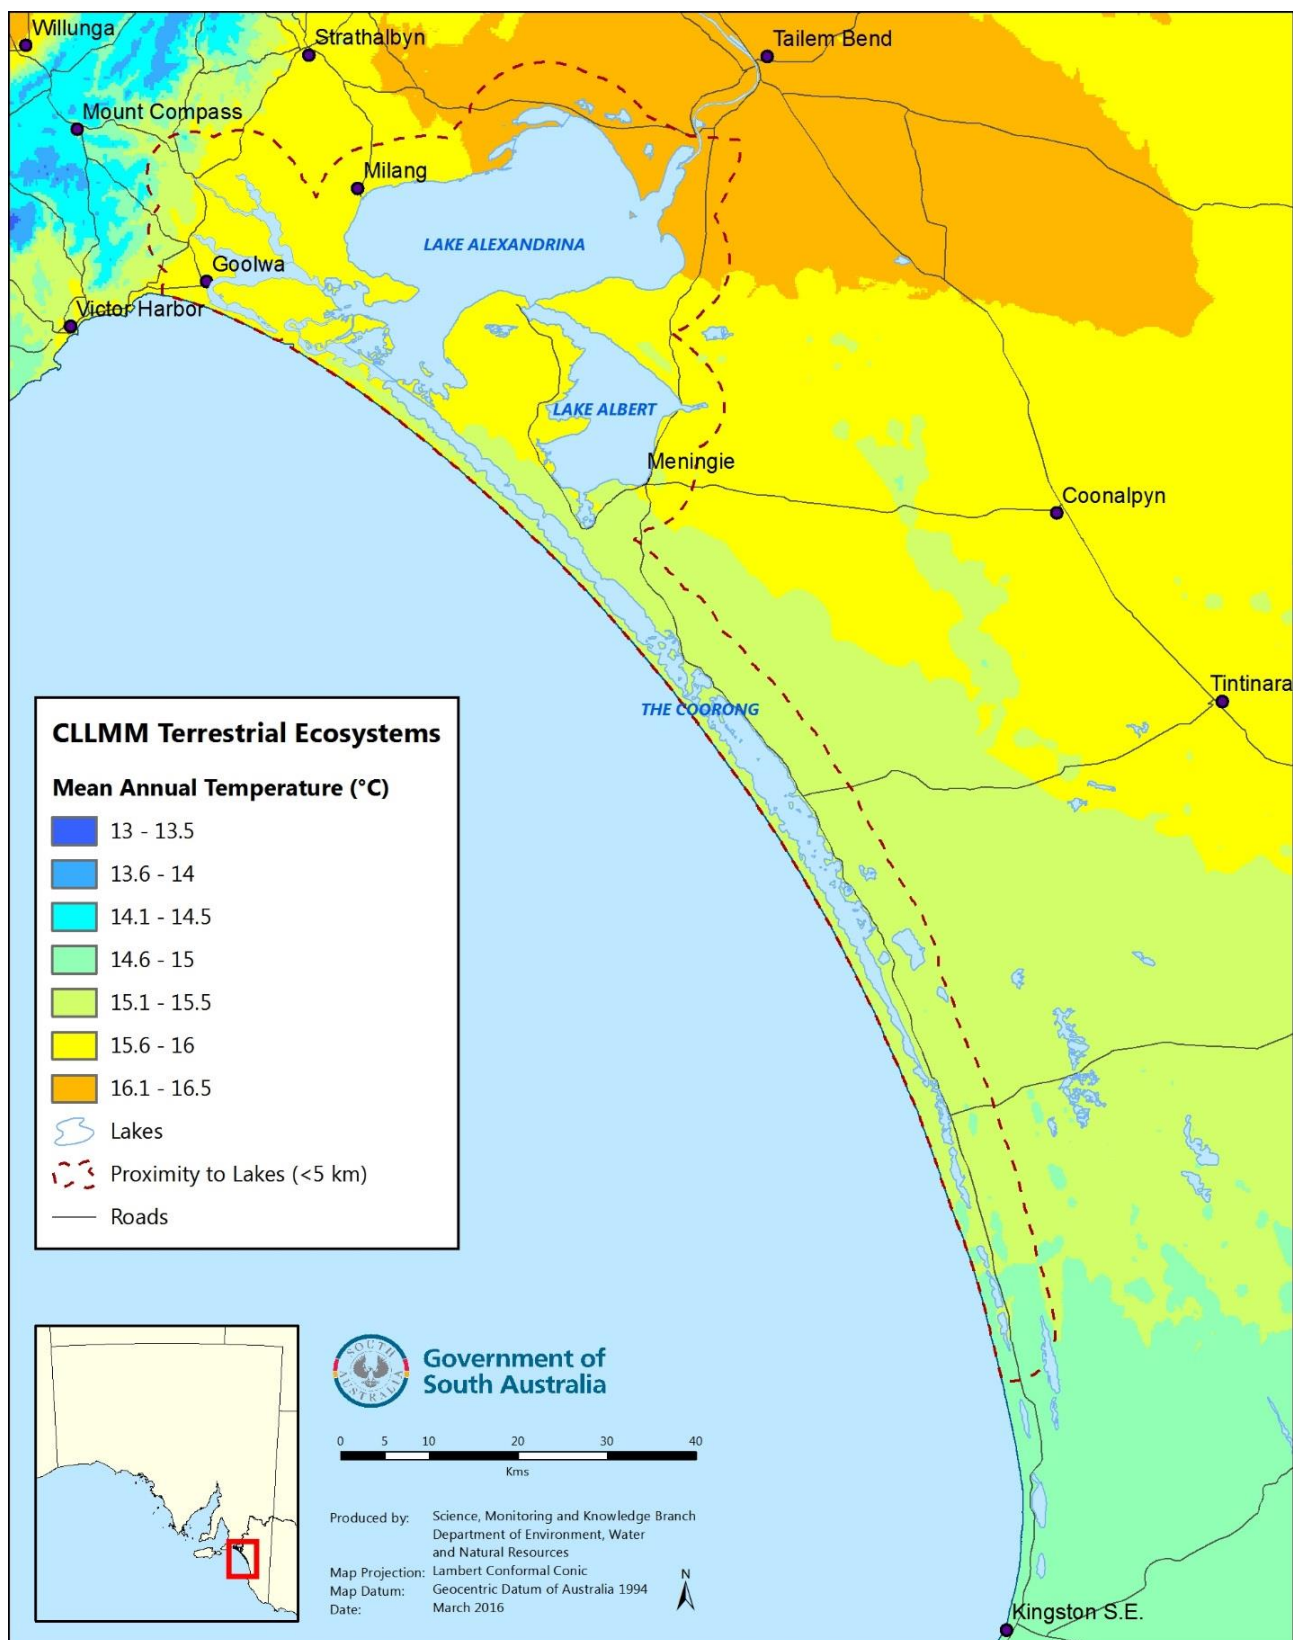 Willunga
Strathalbyn
Tailem Bend
Mount Compass
Milang
LAKE ALEXANDRINA
Goolwa
Victor Harbor
LAKE ALBERT
Meningie
Coonalpyn
Tintinara
THE COORONG
CLLMM Terrestrial Ecosystems
Mean Annual Temperature (°C)
13 - 13.5
13.6 - 14
14.1 - 14.5
14.6 - 15
15.1 - 15.5
15.6 - 16
16.1 - 16.5
Lakes
Proximity to Lakes (<5 km)
Roads
SOUTH AUSTRALIA
Government of
South Australia
0 5 10 20 30 40
Kms
Produced by: Science, Monitoring and Knowledge Branch
Department of Environment, Water
and Natural Resources
Map Projection: Lambert Conformal Conic
Map Datum: Geocentric Datum of Australia 1994
Date: March 2016
N
Kingston S.E.